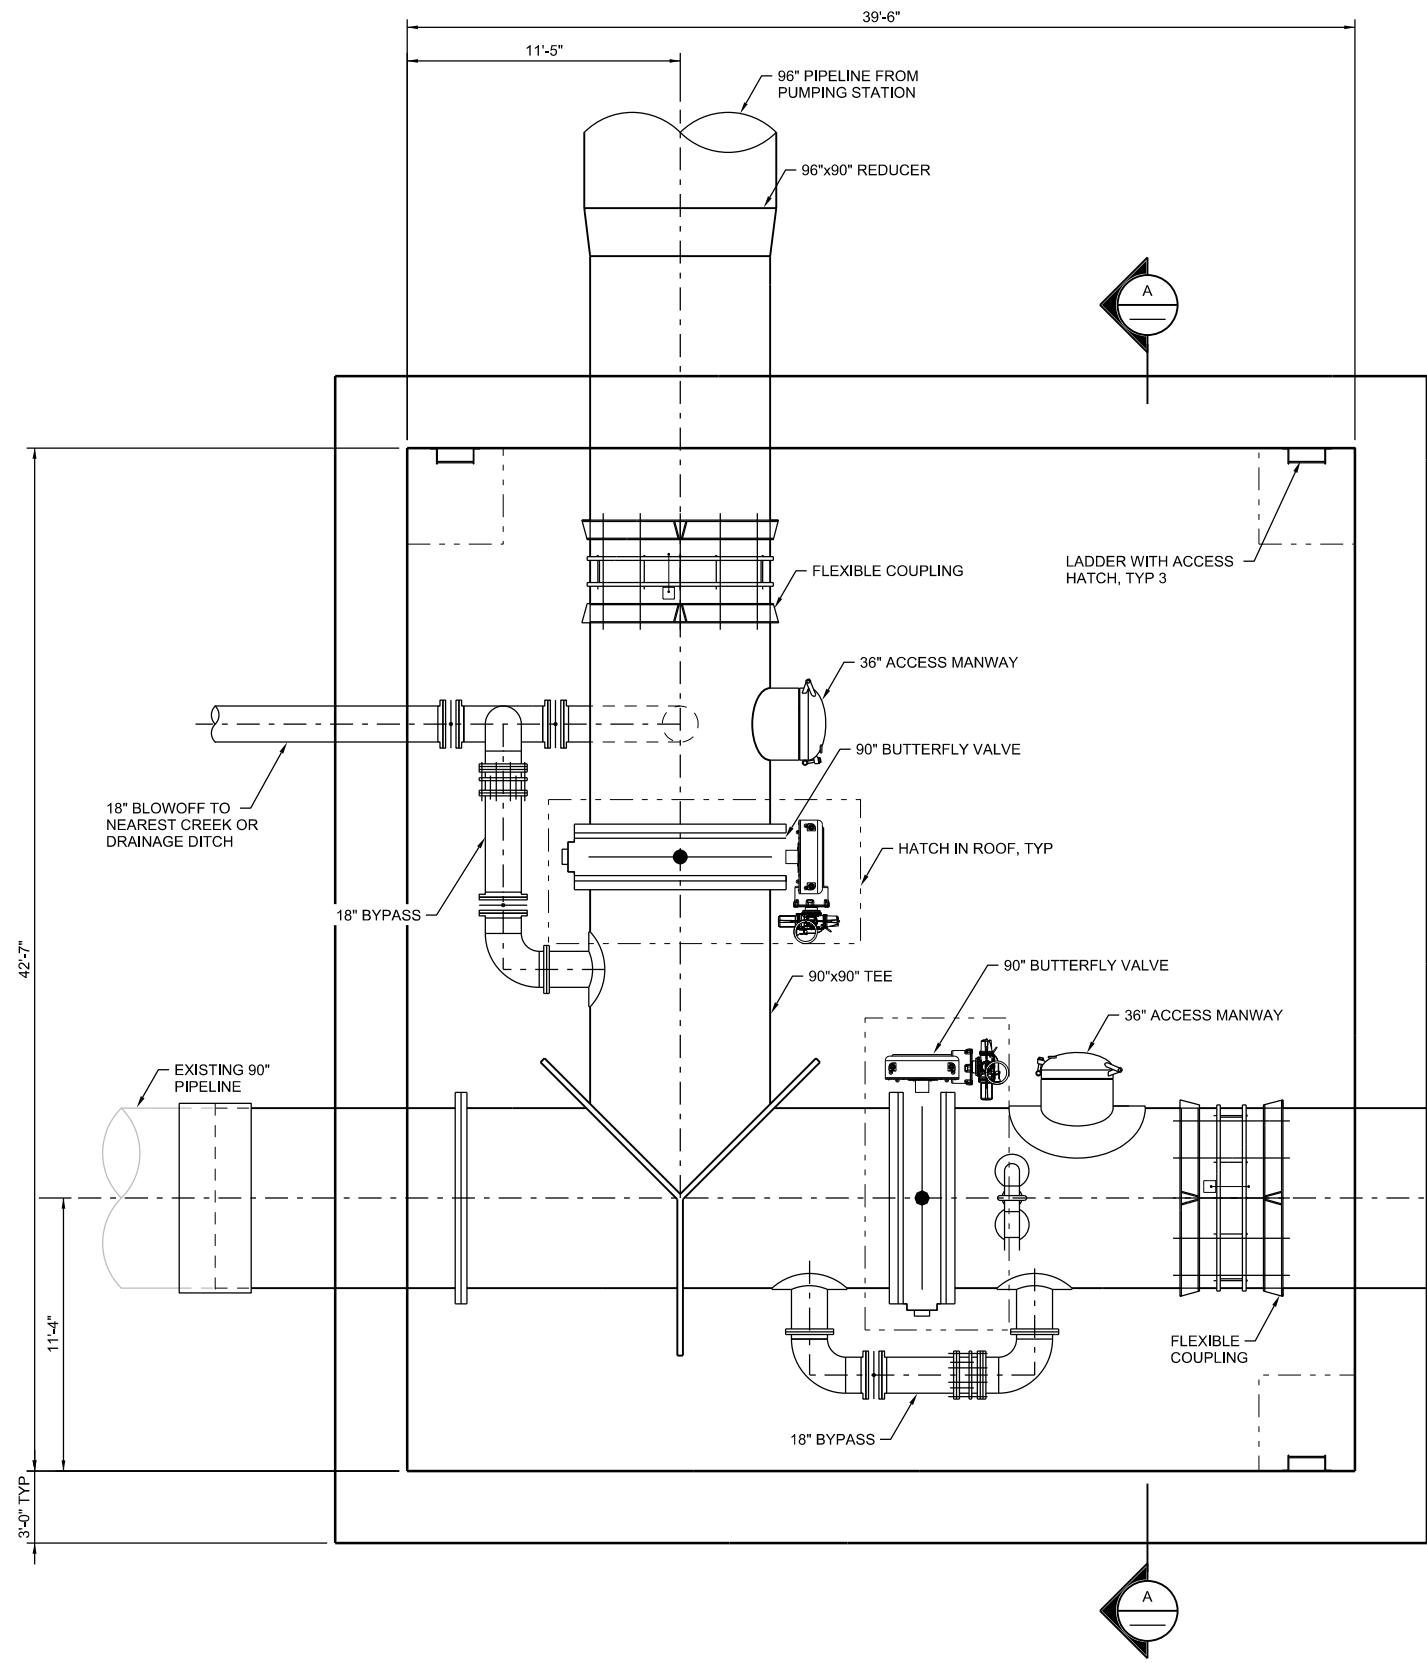 39'-6"
11'-5"
96" PIPELINE FROM
PUMPING STATION
96"x90" REDUCER
A
FLEXIBLE COUPLING
LADDER WITH ACCESS
HATCH, TYP 3
36" ACCESS MANWAY
90" BUTTERFLY VALVE
18" BLOWOFF TO
NEAREST CREEK OR
DRAINAGE DITCH
HATCH IN ROOF, TYP
18" BYPASS
42'-7"
90"x90" TEE
90" BUTTERFLY VALVE
36" ACCESS MANWAY
EXISTING 90"
PIPELINE
11'-4"
FLEXIBLE
COUPLING
18" BYPASS
3'-0" TYP
A